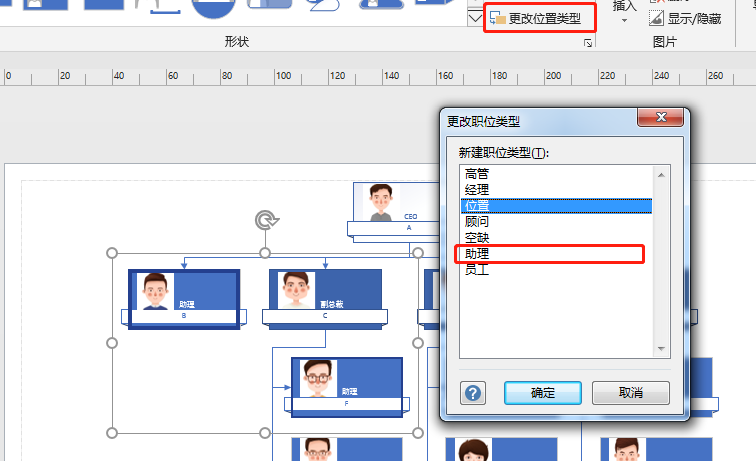 更改位置类型
插入
显示/隐藏
形状
图片
0 20 40 60 80 100 120 140 160 180 200 220 240 260
更改职位类型
新建职位类型(T):
高管
经理
位置
顾问
空缺
助理
员工
确定
取消
CEO
A
助理
B
副总裁
C
助理
F